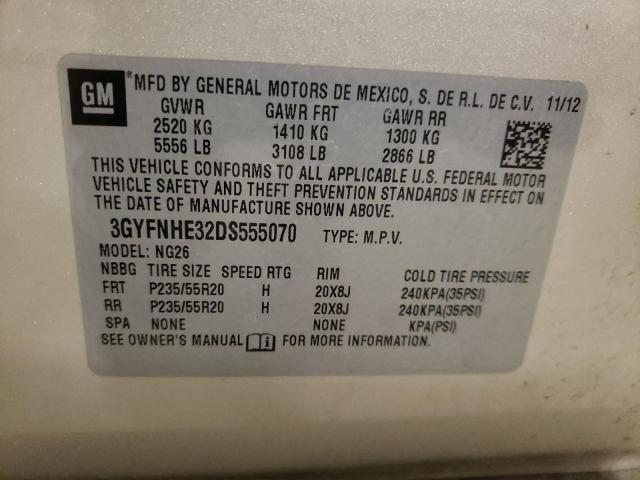 GM
*MFD BY GENERAL MOTORS DE MEXICO, S. DE R.L. DE C.V. 11/12
GVWR GAWR FRT GAWR RR
2520 KG 1410 KG 1300 KG
5556 LB 3108 LB 2866 LB
THIS VEHICLE CONFORMS TO ALL APPLICABLE U.S. FEDERAL MOTOR
VEHICLE SAFETY AND THEFT PREVENTION STANDARDS IN EFFECT ON
THE DATE OF MANUFACTURE SHOWN ABOVE.
3GYFNHE32DS555070 TYPE: M.P.V.
MODEL: NG26
NBBG TIRE SIZE SPEED RTG RIM COLD TIRE PRESSURE
FRT P235/55R20 H 20X8J 240KPA(35PSI)
RR P235/55R20 H 20X8J 240KPA(35PSI)
SPA NONE NONE KPA(PSI)
SEE OWNER'S MANUAL FOR MORE INFORMATION.